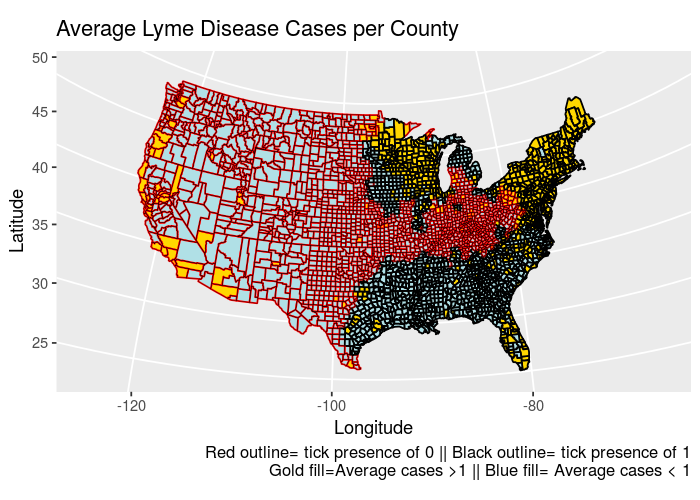 Average Lyme Disease Cases per County
50
45
40
35
30
25
Latitude
-120
-100
-80
Longitude
Red outline= tick presence of 0 || Black outline= tick presence of 1
Gold fill=Average cases >1 || Blue fill= Average cases < 1